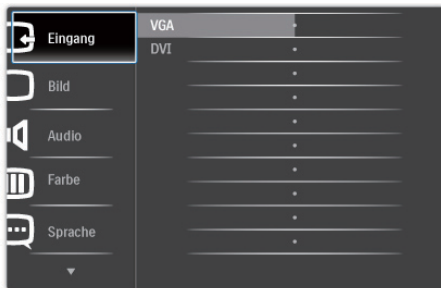 Eingang
VGA
DVI
Bild
Audio
Farbe
Sprache